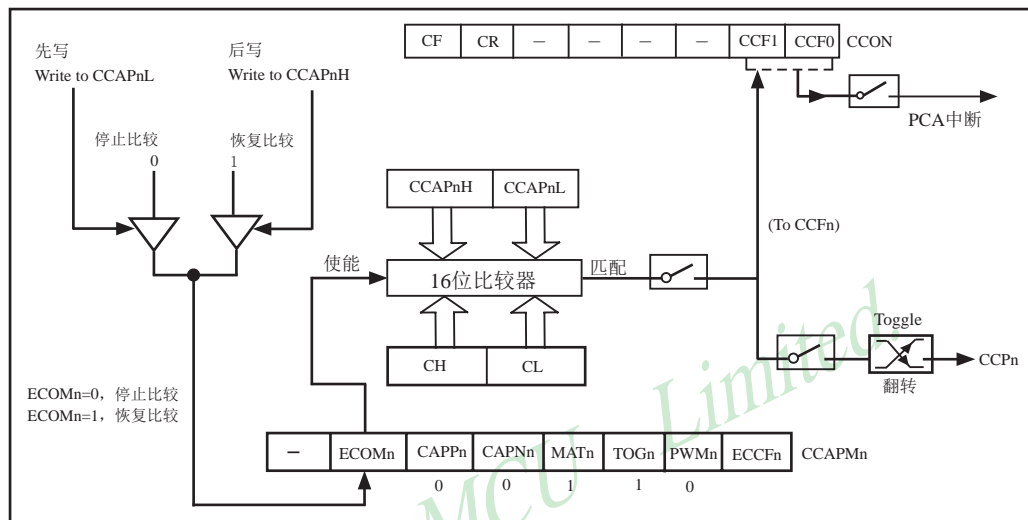 CF CR — — — — CCF1 CCF0 CCON
先写
Write to CCAPnL
后写
Write to CCAPnH
PCA中断
停止比较
0
恢复比较
1
CCAPnH CCAPnL
(To CCFn)
使能
16位比较器
匹配
CH CL
Toggle
CCPn
翻转
ECOMn=0，停止比较
ECOMn=1，恢复比较
— ECOMn CAPPn CAPNn MATn TOGn PWMn ECCFn CCAPMn
0 0 1 1 0
MCU Limited.